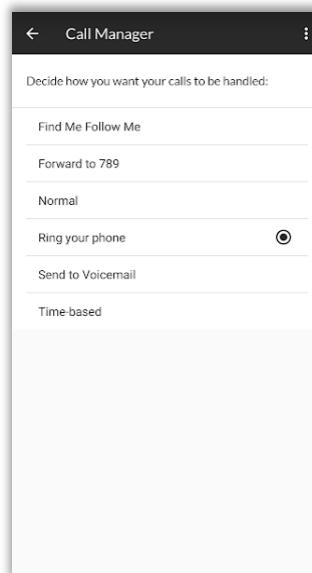 Call Manager
Decide how you want your calls to be handled:
Find Me Follow Me
Forward to 789
Normal
Ring your phone
Send to Voicemail
Time-based